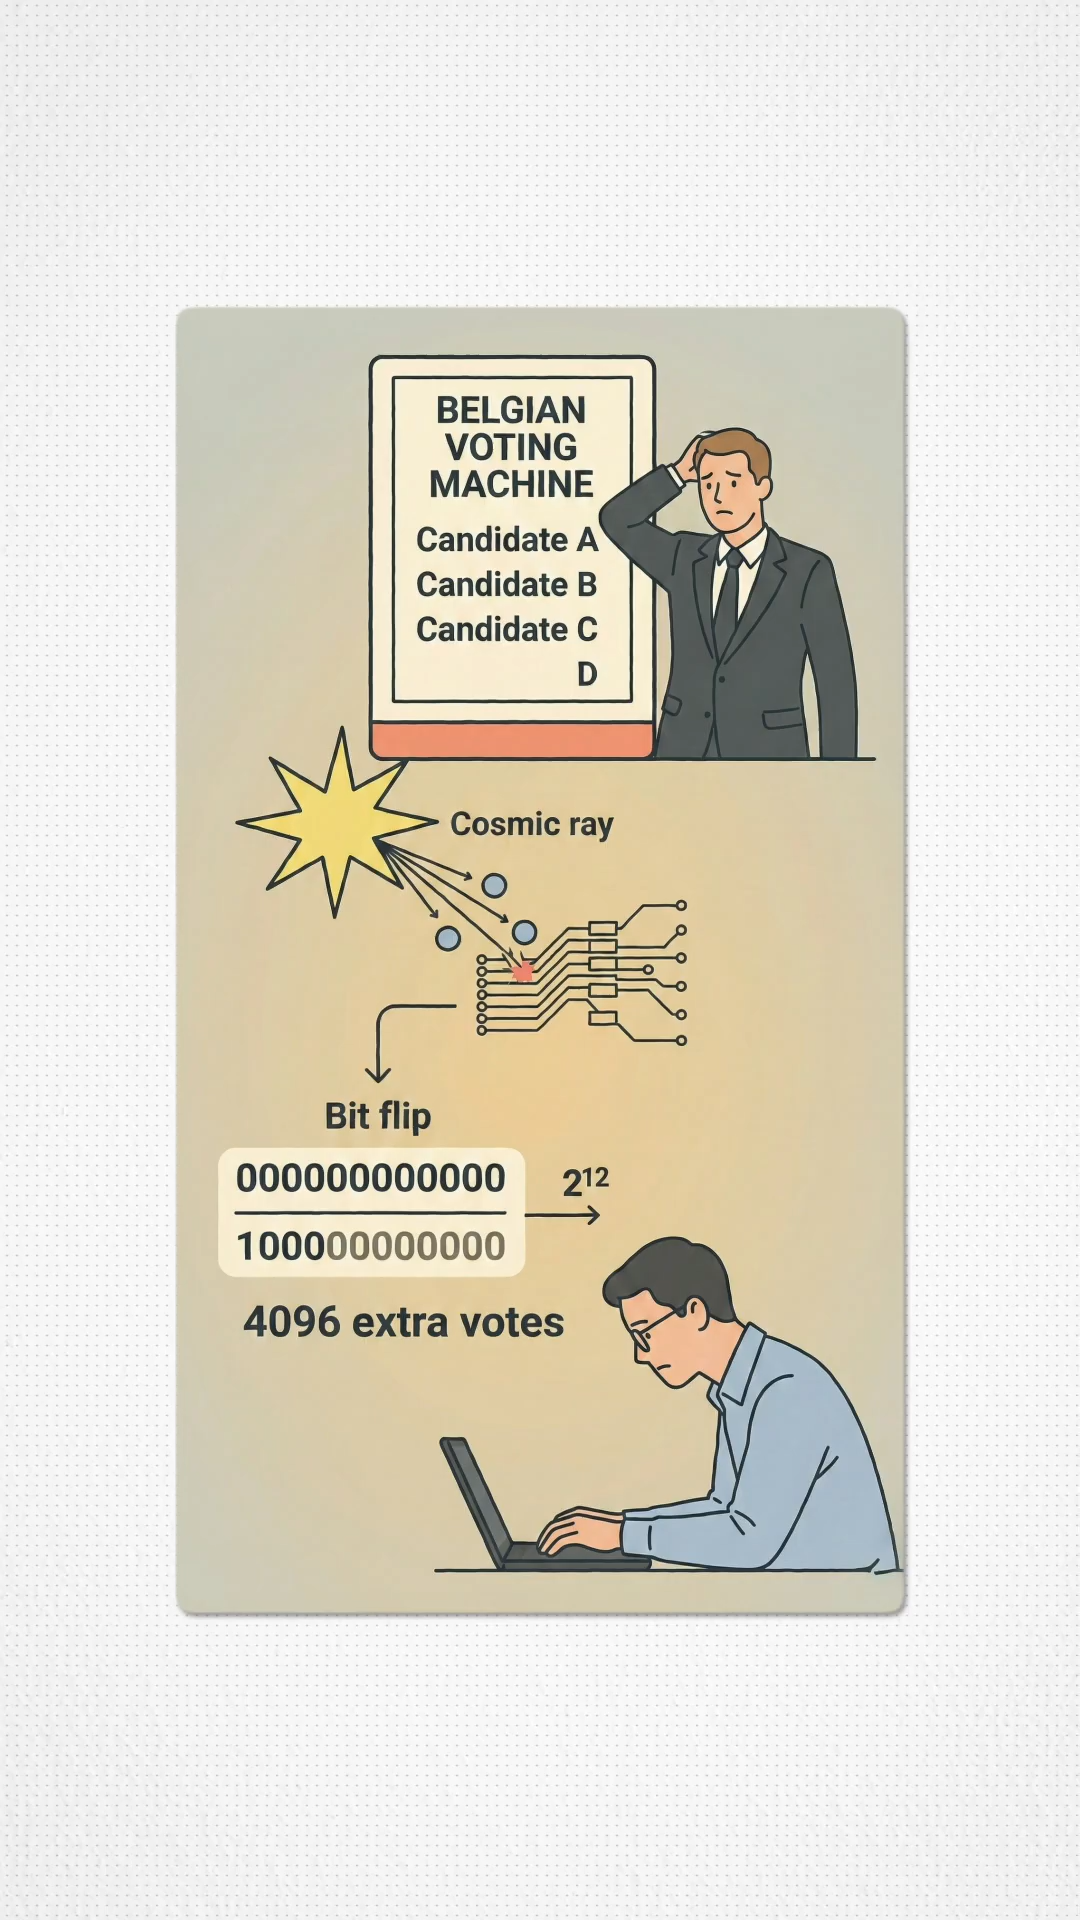 BELGIAN
VOTING
MACHINE
Candidate A
Candidate B
Candidate C
D
Cosmic ray
Bit flip
000000000000
2¹²
100000000000
4096 extra votes